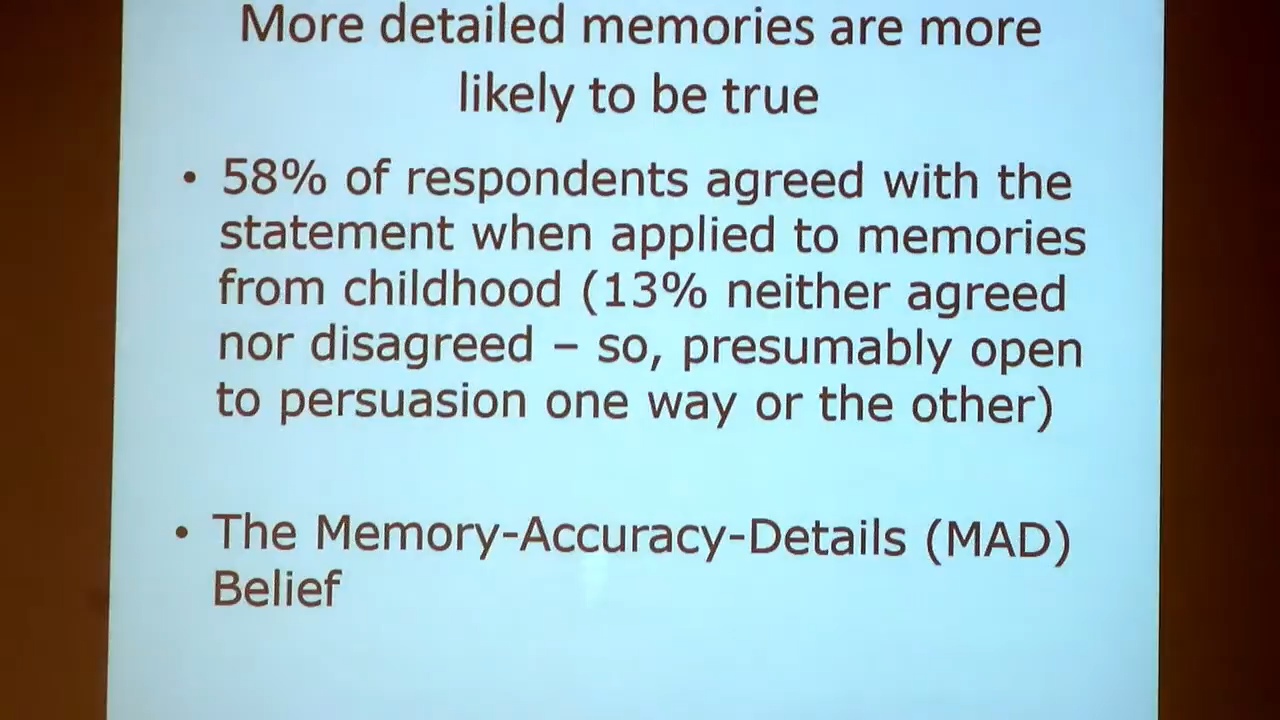 More detailed memories are more
likely to be true
• 58% of respondents agreed with the
statement when applied to memories
from childhood (13% neither agreed
nor disagreed – so, presumably open
to persuasion one way or the other)
• The Memory-Accuracy-Details (MAD)
Belief